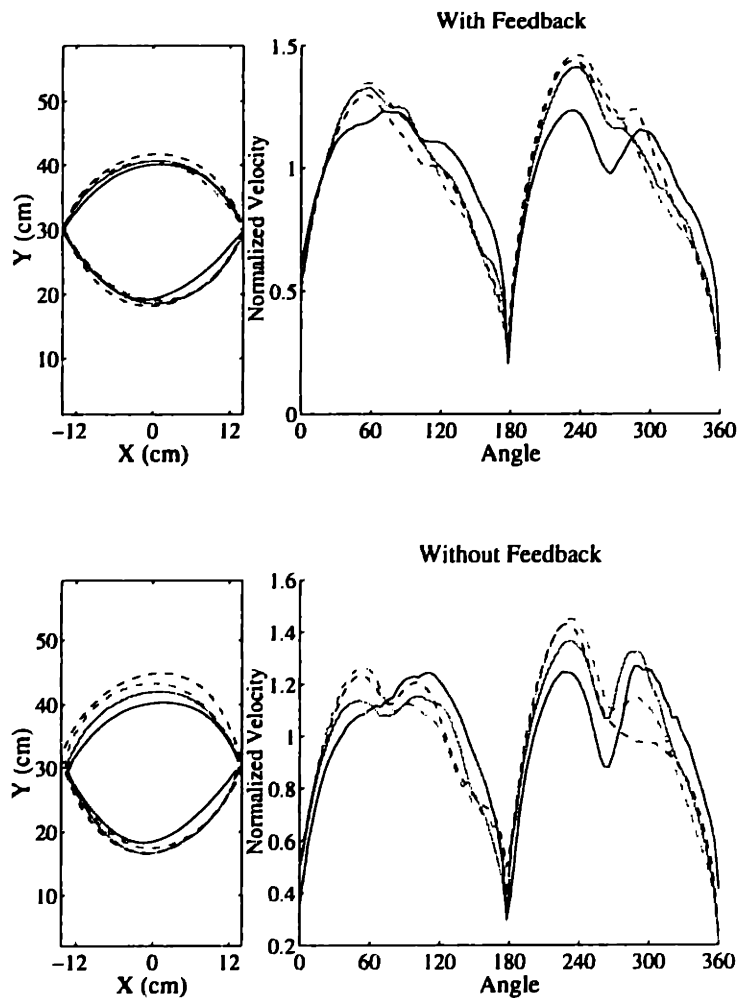 With Feedback
50
40
30
20
10
Y (cm)
−12 0 12
X (cm)
1.5
1
0.5
0
Normalized Velocity
0 60 120 180 240 300 360
Angle
Without Feedback
50
40
30
20
10
Y (cm)
−12 0 12
X (cm)
1.6
1.4
1.2
1
0.8
0.6
0.4
0.2
Normalized Velocity
0 60 120 180 240 300 360
Angle